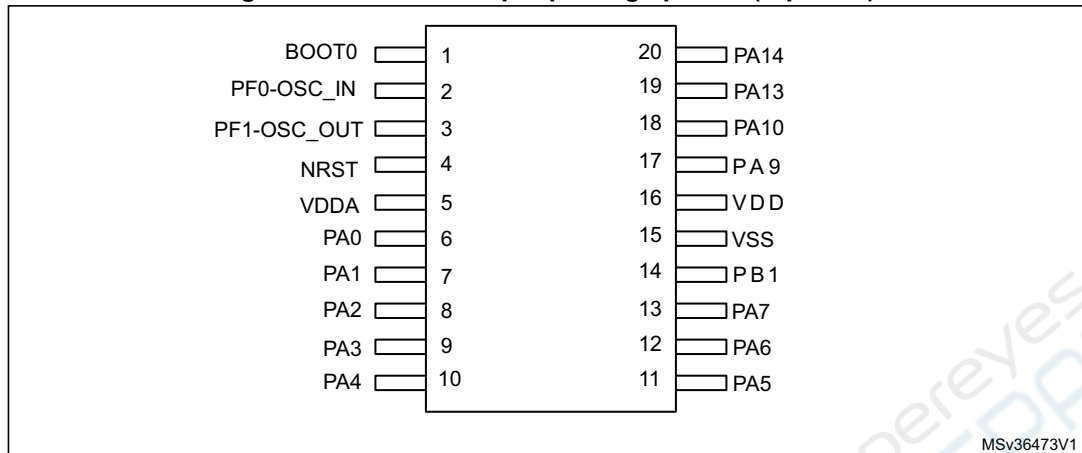 BOOT0 1 20 PA14
PF0-OSC_IN 2 19 PA13
PF1-OSC_OUT 3 18 PA10
NRST 4 17 PA9
VDDA 5 16 VDD
PA0 6 15 VSS
PA1 7 14 PB1
PA2 8 13 PA7
PA3 9 12 PA6
PA4 10 11 PA5
MSv36473V1